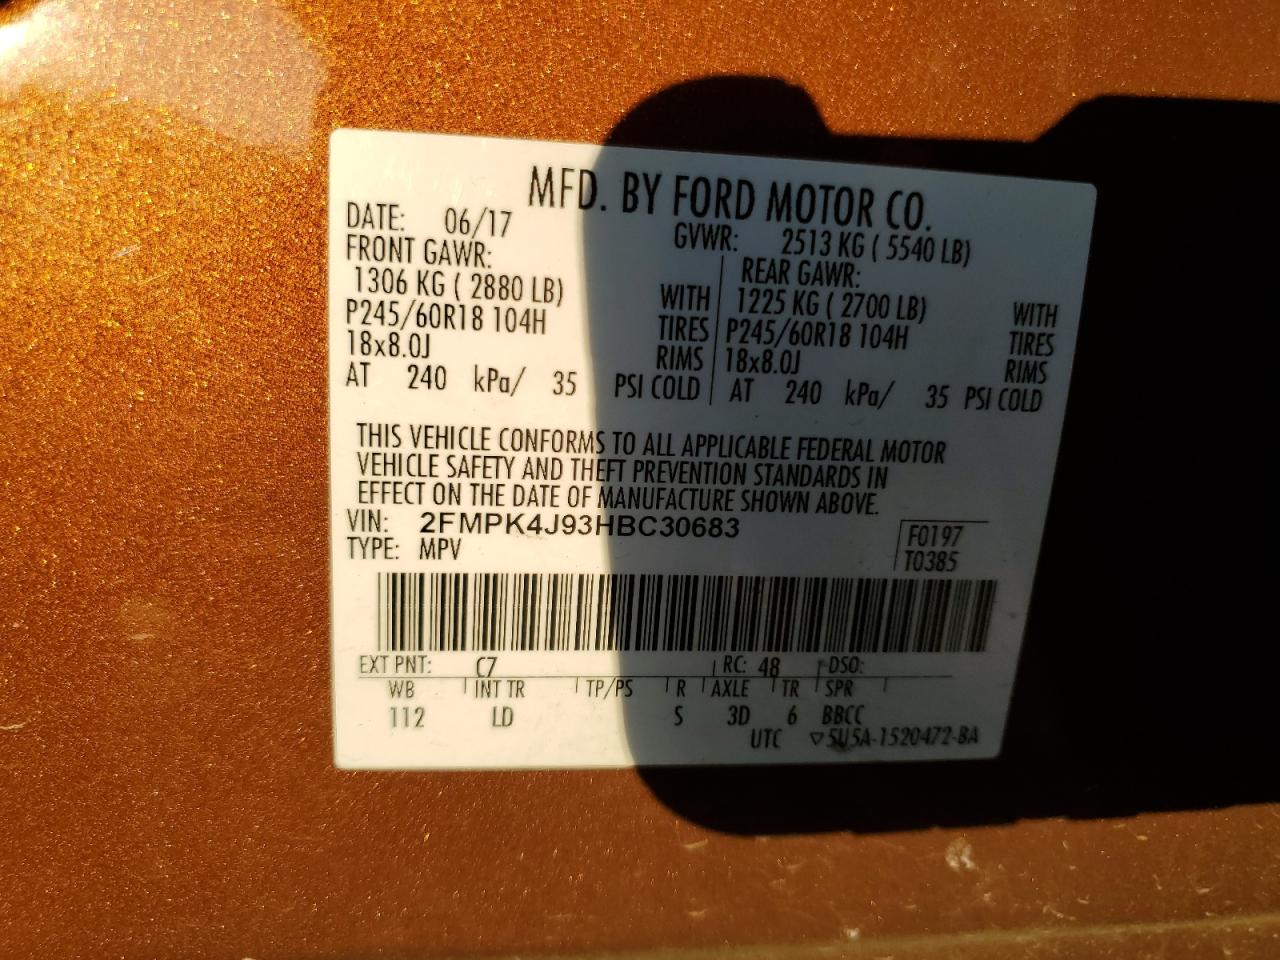 MFD. BY FORD MOTOR CO.
DATE: 06/17 GVWR: 2513 KG ( 5540 LB)
FRONT GAWR: REAR GAWR:
1306 KG ( 2880 LB) WITH 1225 KG ( 2700 LB) WITH
P245/60R18 104H TIRES P245/60R18 104H TIRES
18x8.0J RIMS 18x8.0J RIMS
AT 240 kPa/ 35 PSI COLD AT 240 kPa/ 35 PSI COLD
THIS VEHICLE CONFORMS TO ALL APPLICABLE FEDERAL MOTOR
VEHICLE SAFETY AND THEFT PREVENTION STANDARDS IN
EFFECT ON THE DATE OF MANUFACTURE SHOWN ABOVE.
VIN: 2FMPK4J93HBC30683 F0197
TYPE: MPV T0385
EXT PNT: C7 RC: 48 DSO:
WB INT TR TP/PS R AXLE TR SPR
112 LD S 3D 6 BBCC
UTC ▽5U5A-1520472-BA